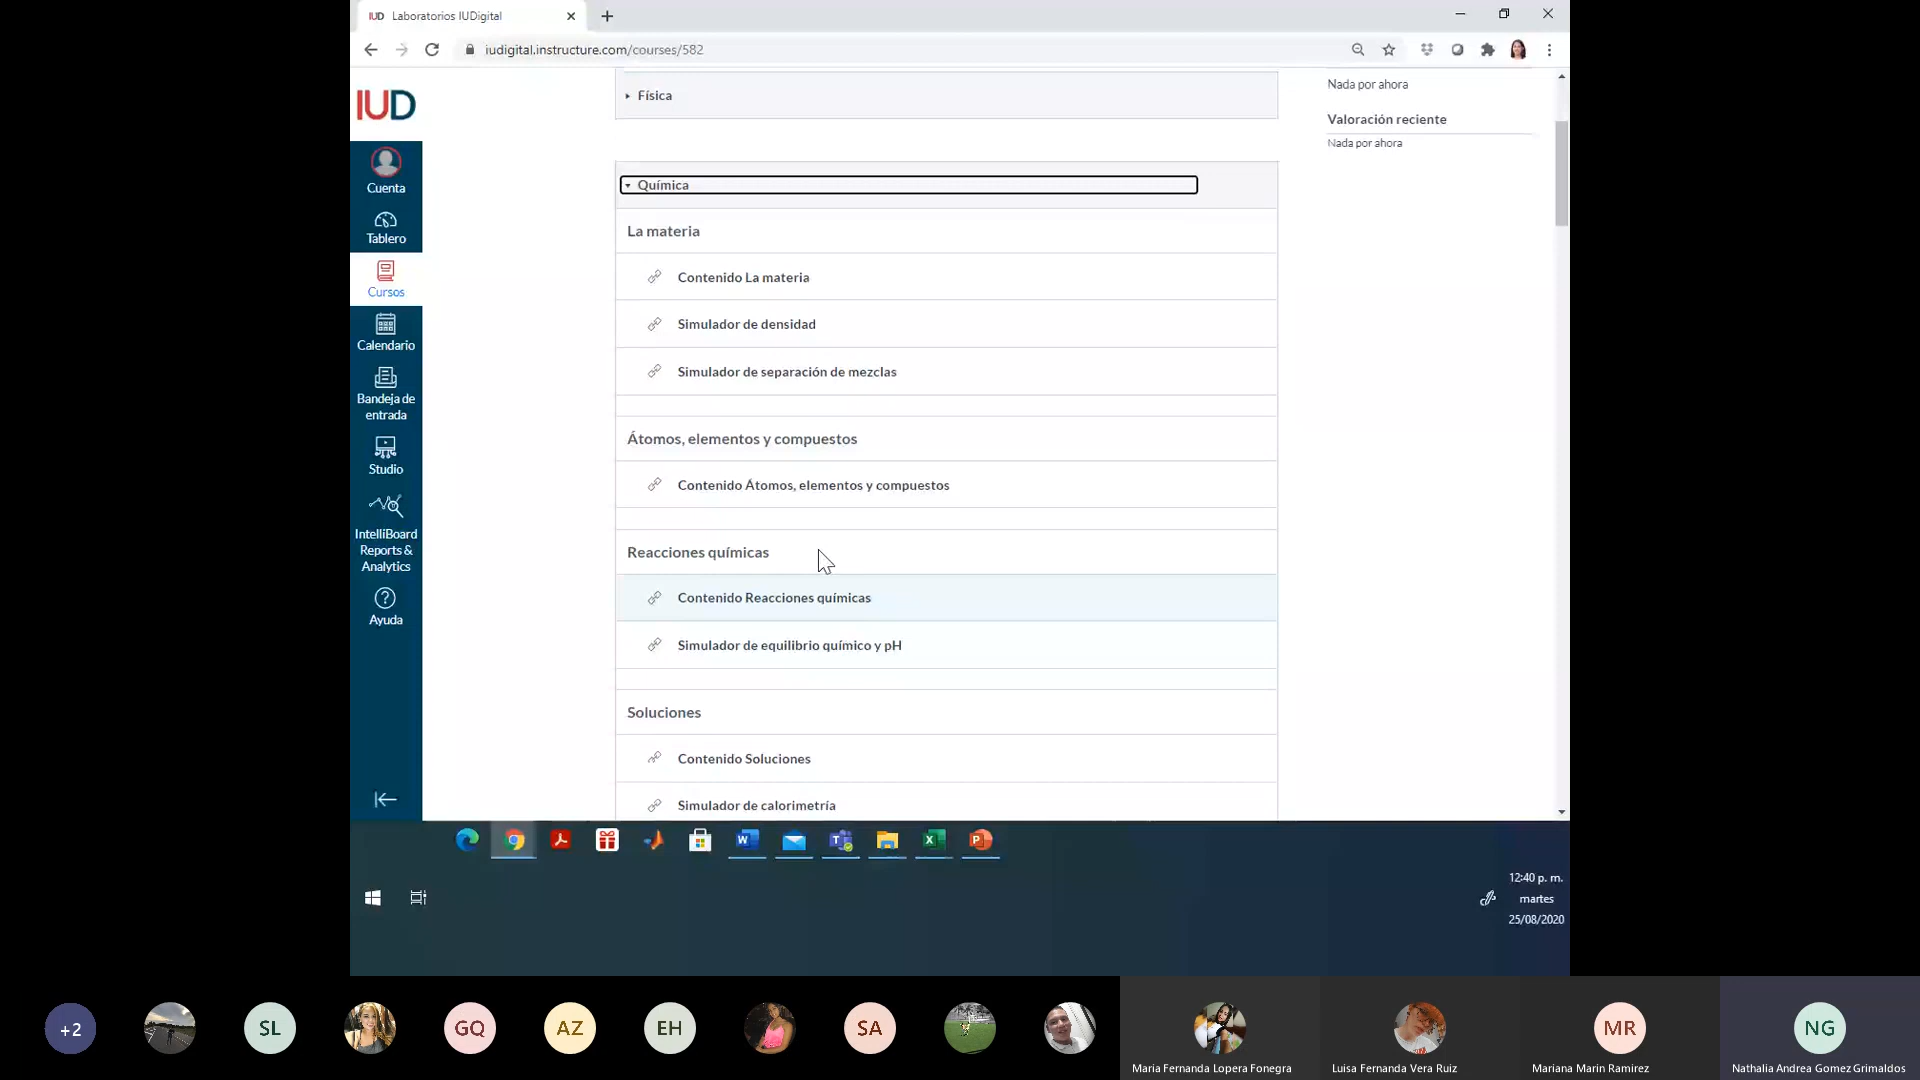 IUD Laboratorios IUDigital
iudigital.instructure.com/courses/582
IUD
Cuenta
Tablero
Cursos
Calendario
Bandeja de
entrada
Studio
IntelliBoard
Reports &
Analytics
Ayuda
Física
Química
La materia
Contenido La materia
Simulador de densidad
Simulador de separación de mezclas
Átomos, elementos y compuestos
Contenido Átomos, elementos y compuestos
Reacciones químicas
Contenido Reacciones químicas
Simulador de equilibrio químico y pH
Soluciones
Contenido Soluciones
Simulador de calorimetría
Nada por ahora
Valoración reciente
Nada por ahora
12:40 p. m.
martes
25/08/2020
+2
SL
GQ
AZ
EH
SA
MR
NG
Maria Fernanda Lopera Fonegra
Luisa Fernanda Vera Ruiz
Mariana Marin Ramirez
Nathalia Andrea Gomez Grimaldos